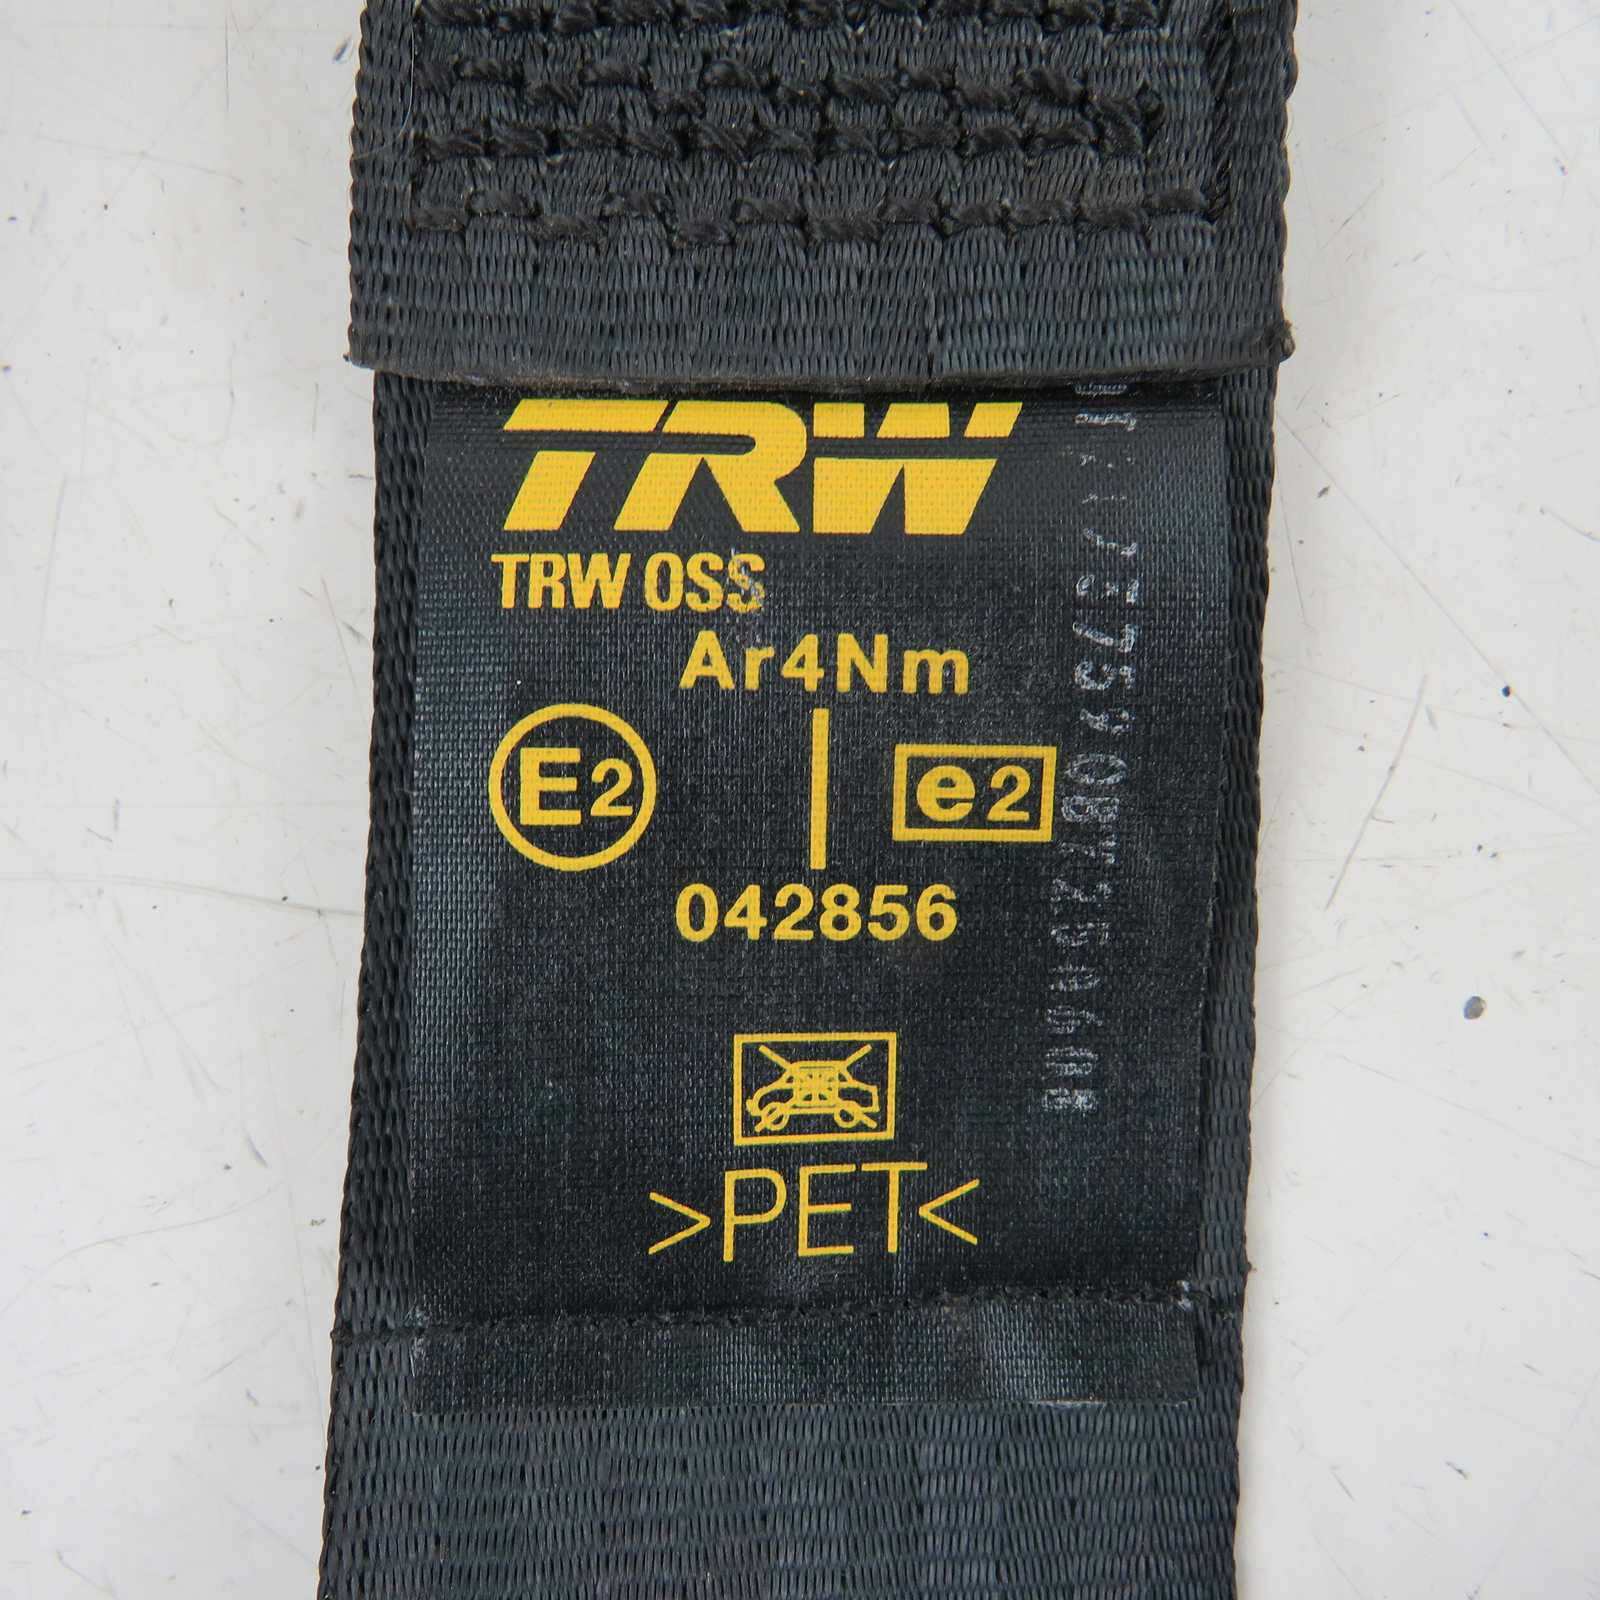 TRW
TRW OSS
Ar4Nm
E2
e2
042856
>PET<